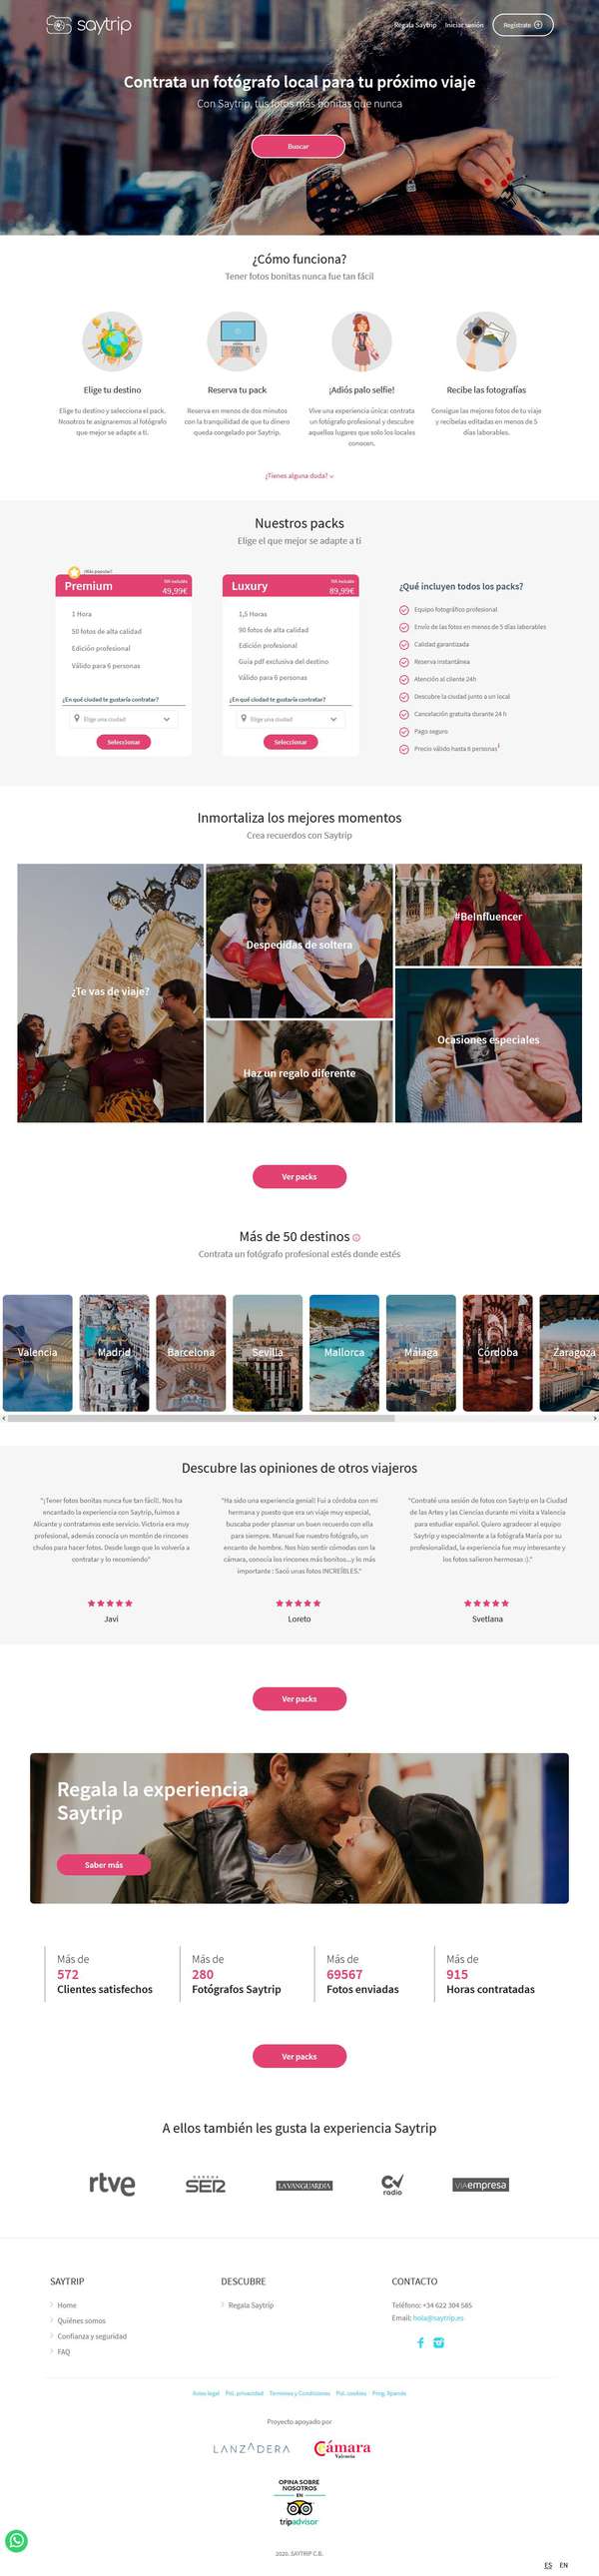 saytrip
Regala Saytrip
Iniciar sesión
Regístrate
Contrata un fotógrafo local para tu próximo viaje
Con Saytrip, tus fotos más bonitas que nunca
Buscar
¿Cómo funciona?
Tener fotos bonitas nunca fue tan fácil
Elige tu destino
Elige tu destino y selecciona el pack.
Nosotros te asignaremos al fotógrafo
que mejor se adapte a ti.
Reserva tu pack
Reserva en menos de dos minutos
con la tranquilidad de que tu dinero
queda congelado por Saytrip.
¡Adiós palo selfie!
Vive una experiencia única: contrata
un fotógrafo profesional y descubre
aquellos lugares que solo los locales
conocen.
Recibe las fotografías
Consigue las mejores fotos de tu viaje
y recíbelas editadas en menos de 5
días laborables.
¿Tienes alguna duda?
Nuestros packs
Elige el que mejor se adapte a ti
¡Más popular!
Premium
IVA incluido
49,99€
1 Hora
50 fotos de alta calidad
Edición profesional
Válido para 6 personas
¿En qué ciudad te gustaría contratar?
Elige una ciudad
Seleccionar
Luxury
IVA incluido
89,99€
1,5 Horas
90 fotos de alta calidad
Edición profesional
Guía pdf exclusiva del destino
Válido para 6 personas
¿En qué ciudad te gustaría contratar?
Elige una ciudad
Seleccionar
¿Qué incluyen todos los packs?
Equipo fotográfico profesional
Envío de las fotos en menos de 5 días laborables
Calidad garantizada
Reserva instantánea
Atención al cliente 24h
Descubre la ciudad junto a un local
Cancelación gratuita durante 24 h
Pago seguro
Precio válido hasta 6 personas
Inmortaliza los mejores momentos
Crea recuerdos con Saytrip
¿Te vas de viaje?
Despedidas de soltera
Haz un regalo diferente
#BeInfluencer
Ocasiones especiales
Ver packs
Más de 50 destinos
Contrata un fotógrafo profesional estés donde estés
Valencia
Madrid
Barcelona
Sevilla
Mallorca
Málaga
Córdoba
Zaragoza
Descubre las opiniones de otros viajeros
"¡Tener fotos bonitas nunca fue tan fácil!. Nos ha
encantado la experiencia con Saytrip, fuimos a
Alicante y contratamos este servicio. Victoria era muy
profesional, además conocía un montón de rincones
chulos para hacer fotos. Desde luego que lo volvería a
contratar y lo recomiendo"
Javi
"Ha sido una experiencia genial! Fui a córdoba con mi
hermana y puesto que era un viaje muy especial,
buscaba poder plasmar un buen recuerdo con ella
para siempre. Manuel fue nuestro fotógrafo, un
encanto de hombre. Nos hizo sentir cómodas con la
cámara, conocía los rincones más bonitos...y lo más
importante : Sacó unas fotos INCREÍBLES."
Loreto
"Contraté una sesión de fotos con Saytrip en la Ciudad
de las Artes y las Ciencias durante mi visita a Valencia
para estudiar español. Quiero agradecer al equipo
Saytrip y especialmente a la fotógrafa María por su
profesionalidad, la experiencia fue muy interesante y
los fotos salieron hermosas :)."
Svetlana
Ver packs
Regala la experiencia
Saytrip
Saber más
Más de
572
Clientes satisfechos
Más de
280
Fotógrafos Saytrip
Más de
69567
Fotos enviadas
Más de
915
Horas contratadas
Ver packs
A ellos también les gusta la experiencia Saytrip
rtve
CADENA
SER
LA VANGUARDIA
CV
radio
VIAempresa
SAYTRIP
Home
Quiénes somos
Confianza y seguridad
FAQ
DESCUBRE
Regala Saytrip
CONTACTO
Teléfono: +34 622 304 585
Email: hola@saytrip.es
Aviso legal
Pol. privacidad
Términos y Condiciones
Pol. cookies
Preg. fiparela
Proyecto apoyado por
LANZADERA
Cámara
Valencia
OPINA SOBRE
NOSOTROS
EN
tripadvisor
2020. SAYTRIP C.B.
ES
EN